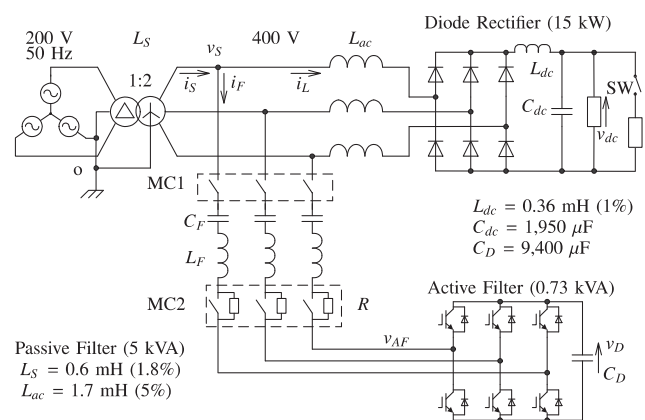 Diode Rectifier (15 kW)
200 V
50 Hz
L_S
v_S
400 V
L_ac
1:2
i_S
i_F
i_L
L_dc
C_dc
SW
v_dc
o
MC1
C_F
L_F
L_dc = 0.36 mH (1%)
C_dc = 1,950 μF
C_D = 9,400 μF
MC2
R
Active Filter (0.73 kVA)
v_AF
v_D
C_D
Passive Filter (5 kVA)
L_S = 0.6 mH (1.8%)
L_ac = 1.7 mH (5%)